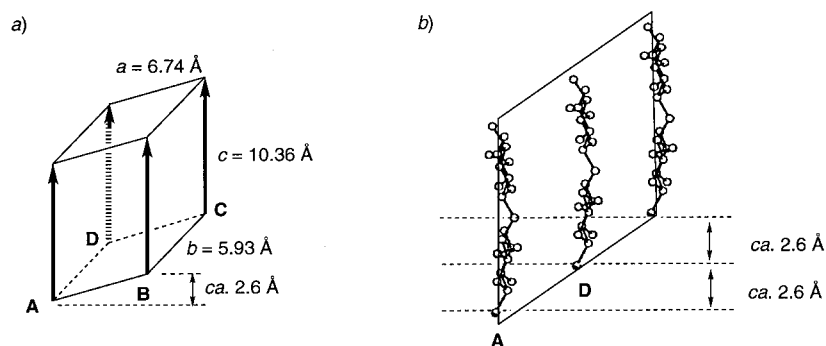 a)
a = 6.74 Å
c = 10.36 Å
C
D
b = 5.93 Å
B
ca. 2.6 Å
A
b)
ca. 2.6 Å
D
ca. 2.6 Å
A